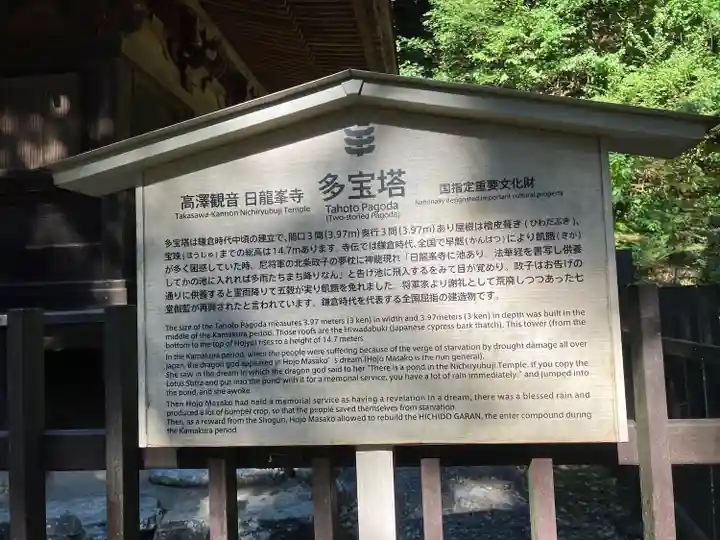 高澤観音 日龍峯寺
Takasawa-Kannon Nichiryubuji Temple
多宝塔
Tahoto Pagoda
(Two-storied Pagoda)
国指定重要文化財
Nationally designated important cultural property
多宝塔は鎌倉時代中頃の建立で、間口3間(3.97m)奥行3間(3.97m)あり屋根は檜皮葺き(ひわだぶき)、
宝珠(ほうじゅ)までの総高は14.7mあります。寺伝では鎌倉時代、全国で早魃(かんばつ)により飢饉(ききん)
が多く困惑していた時、尼将軍の北条政子の夢枕に神龍現れ「日龍峯寺に池あり 法華経を書写し供養
してかの池に入れれば多雨たちまち降りなん」と告げ池に飛入するをみて目が覚めり。政子はお告げの
通りに供養すると聖雨降りて五穀が実り飢餓を免れました。将軍家より謝礼として荒廃しつつあった七
堂伽藍が再興されたと言われています。鎌倉時代を代表する全国屈指の建造物です。
The size of the Tahoto Pagoda measures 3.97 meters (3 ken) in width and 3.97meters (3 ken) in depth was built in the
middle of the Kamakura period. Those roofs are the Hiwadabuki (Japanese cypress bark thatch). This tower (from the
bottom to the top of Hojyu) rises to a height of 14.7 meters.
In the Kamakura period, when the people were suffering because of the verge of starvation by drought damage all over
Japan, the dragon god appeared in Hojo Masako's dream.(Hojo Masako is the nun general).
She saw in the dream in which the dragon god said to her "There is a pond in the Nichiryubuji Temple. If you copy the
Lotus Sutra and put into the pond with it for a memorial service, you have a lot of rain immediately." and jumped into
the pond, and she awoke.
Then Hojo Masako had held a memorial service as having a revelation in a dream, there was a blessed rain and
produced a lot of bumper crop, so that the people saved themselves from starvation.
Then, as a reward from the Shogun, Hojo Masako allowed to rebuild the HICHIDO GARAN, the enter compound during
the Kamakura period.